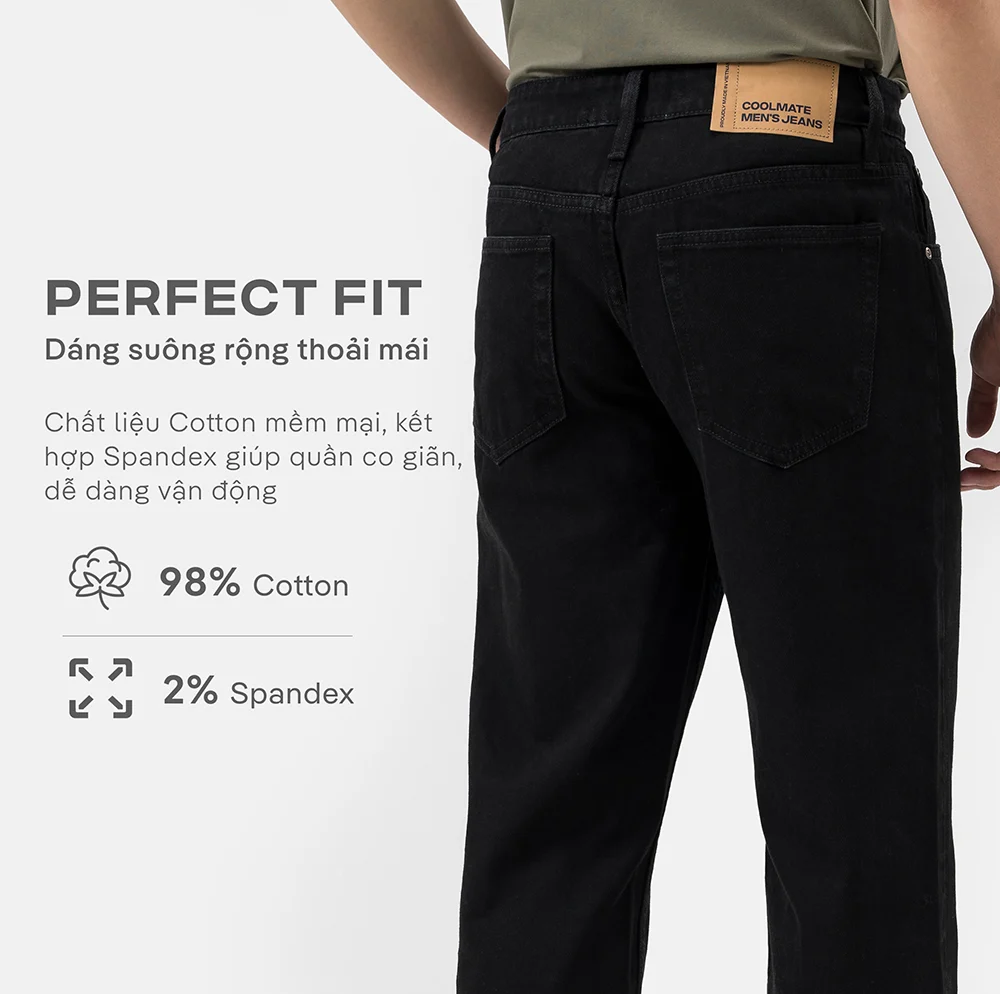 PROUDLY MADE IN VIETNAM
COOLMATE
MEN'S JEANS
PERFECT FIT
Dáng suông rộng thoải mái
Chất liệu Cotton mềm mại, kết
hợp Spandex giúp quần co giãn,
dễ dàng vận động
98% Cotton
2% Spandex